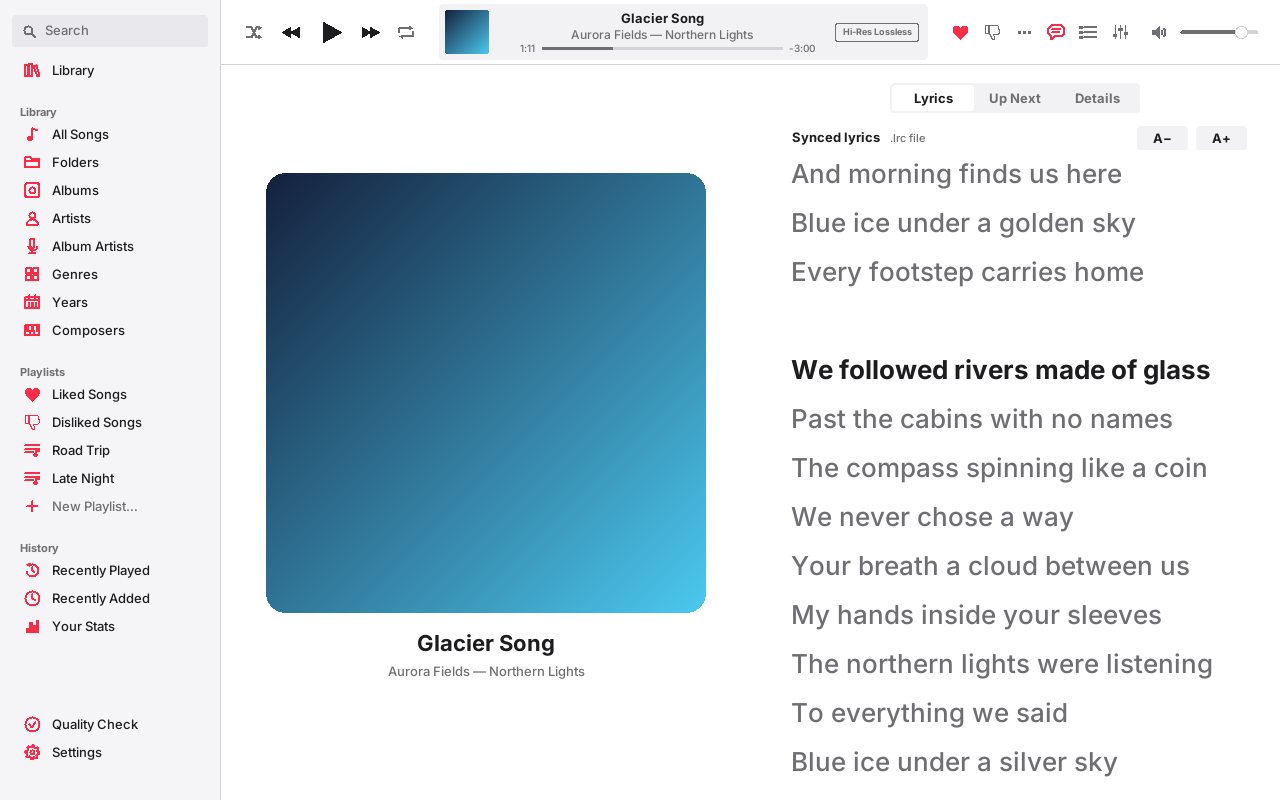 Search
Library
Library
All Songs
Folders
Albums
Artists
Album Artists
Genres
Years
Composers
Playlists
Liked Songs
Disliked Songs
Road Trip
Late Night
New Playlist...
History
Recently Played
Recently Added
Your Stats
Quality Check
Settings
Glacier Song
Aurora Fields — Northern Lights
1:11
-3:00
Hi-Res Lossless
Glacier Song
Aurora Fields — Northern Lights
Lyrics Up Next Details
Synced lyrics .lrc file A− A+
And morning finds us here
Blue ice under a golden sky
Every footstep carries home
We followed rivers made of glass
Past the cabins with no names
The compass spinning like a coin
We never chose a way
Your breath a cloud between us
My hands inside your sleeves
The northern lights were listening
To everything we said
Blue ice under a silver sky